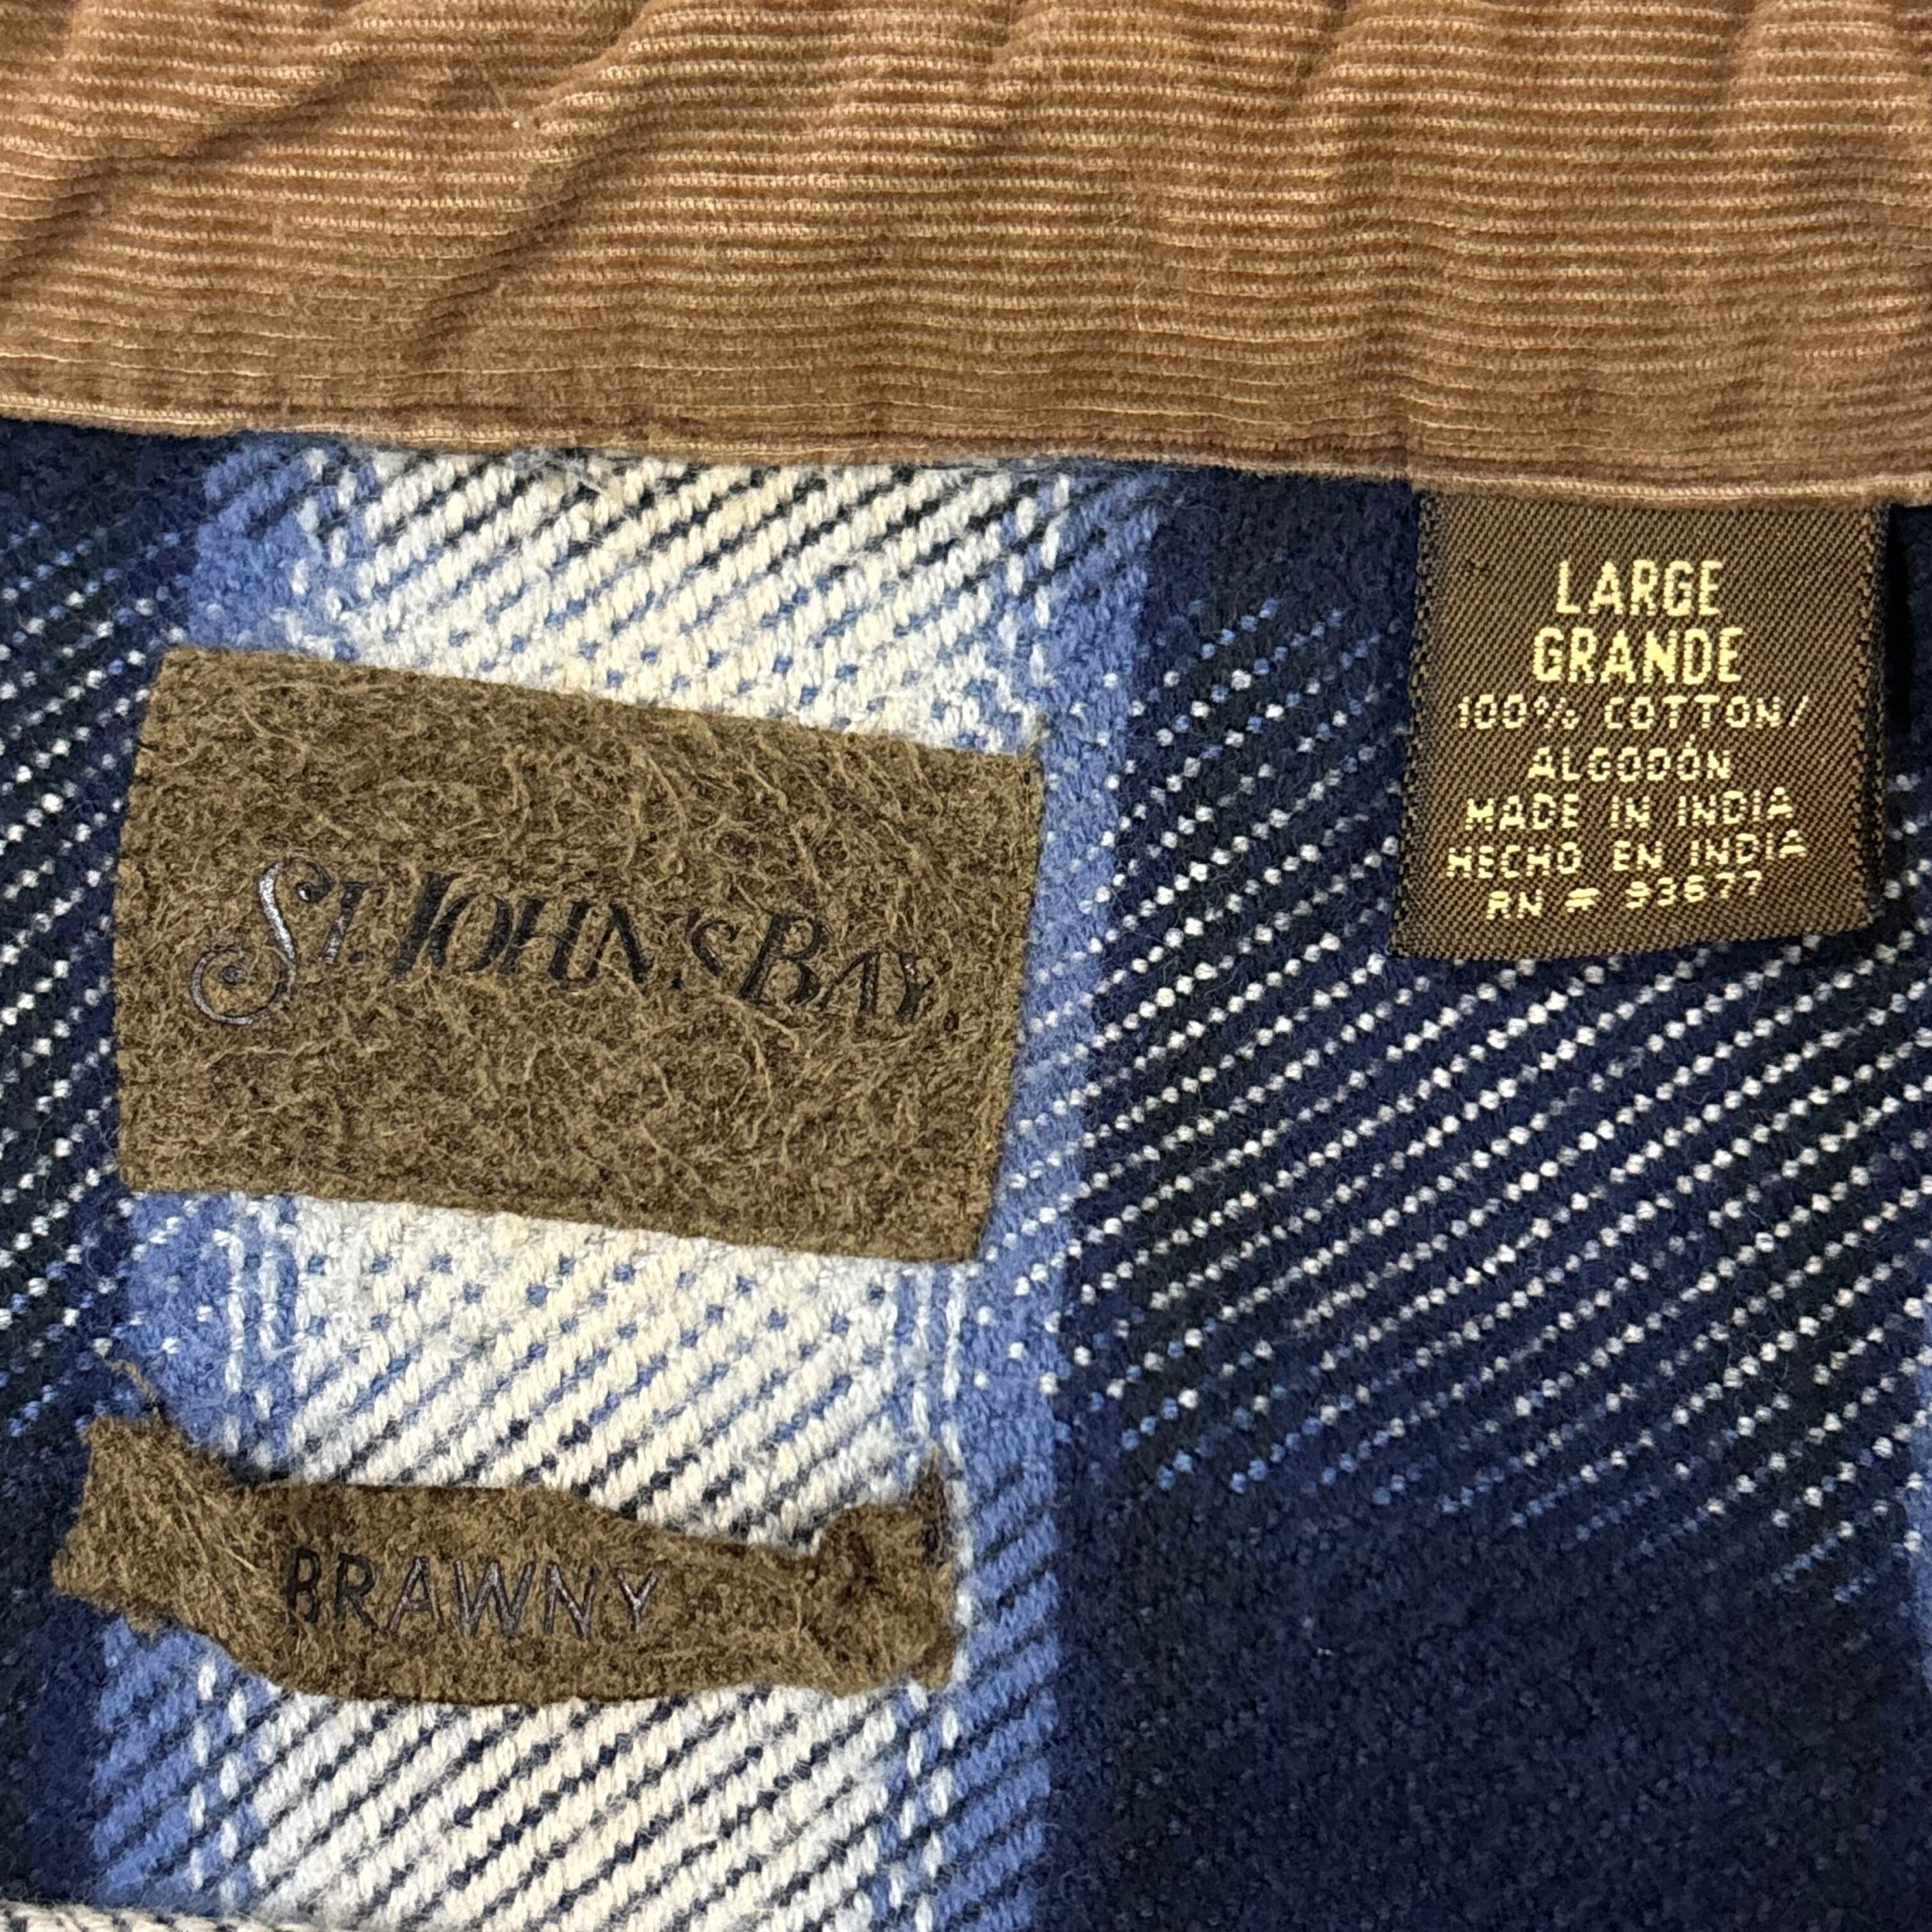 LARGE
GRANDE
100% COTTON/
ALGODÓN
MADE IN INDIA
HECHO EN INDIA
RN # 93677
ST. JOHN'S BAY
BRAWNY